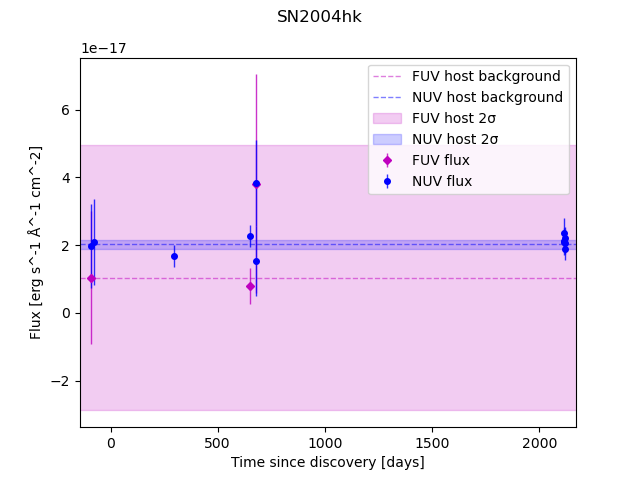 SN2004hk
1e−17
FUV host background
NUV host background
FUV host 2σ
NUV host 2σ
FUV flux
NUV flux
6
4
2
0
−2
Flux [erg s^-1 Å^-1 cm^-2]
0
500
1000
1500
2000
Time since discovery [days]